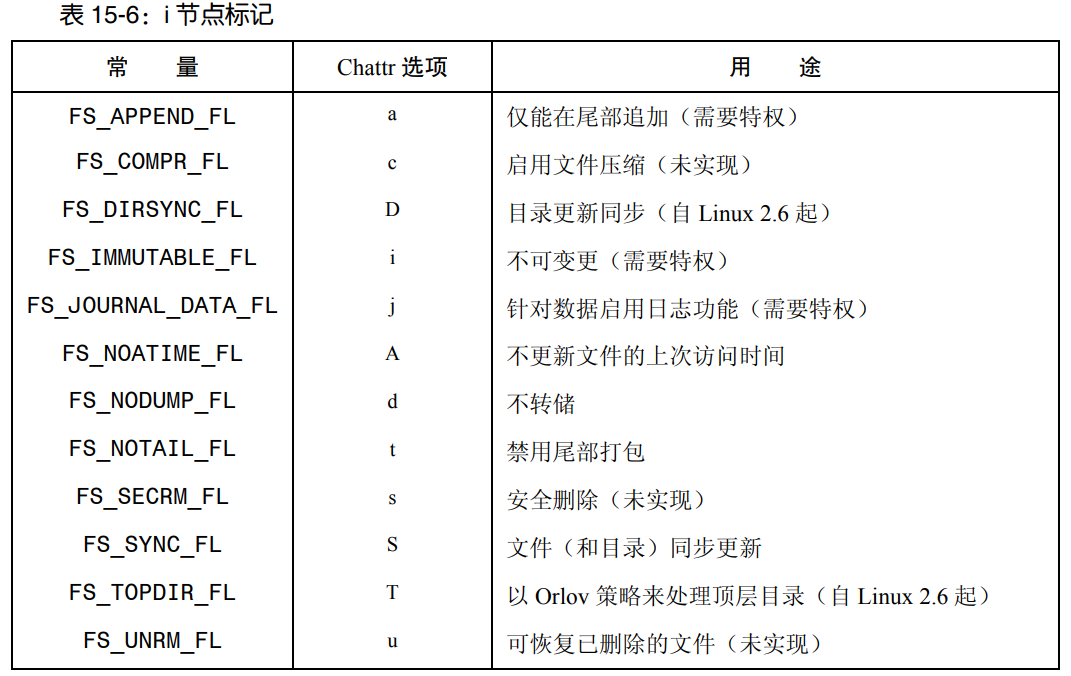 表 15-6：i 节点标记
常 量 Chattr 选项 用 途
FS_APPEND_FL a 仅能在尾部追加（需要特权）
FS_COMPR_FL c 启用文件压缩（未实现）
FS_DIRSYNC_FL D 目录更新同步（自 Linux 2.6 起）
FS_IMMUTABLE_FL i 不可变更（需要特权）
FS_JOURNAL_DATA_FL j 针对数据启用日志功能（需要特权）
FS_NOATIME_FL A 不更新文件的上次访问时间
FS_NODUMP_FL d 不转储
FS_NOTAIL_FL t 禁用尾部打包
FS_SECRM_FL s 安全删除（未实现）
FS_SYNC_FL S 文件（和目录）同步更新
FS_TOPDIR_FL T 以 Orlov 策略来处理顶层目录（自 Linux 2.6 起）
FS_UNRM_FL u 可恢复已删除的文件（未实现）